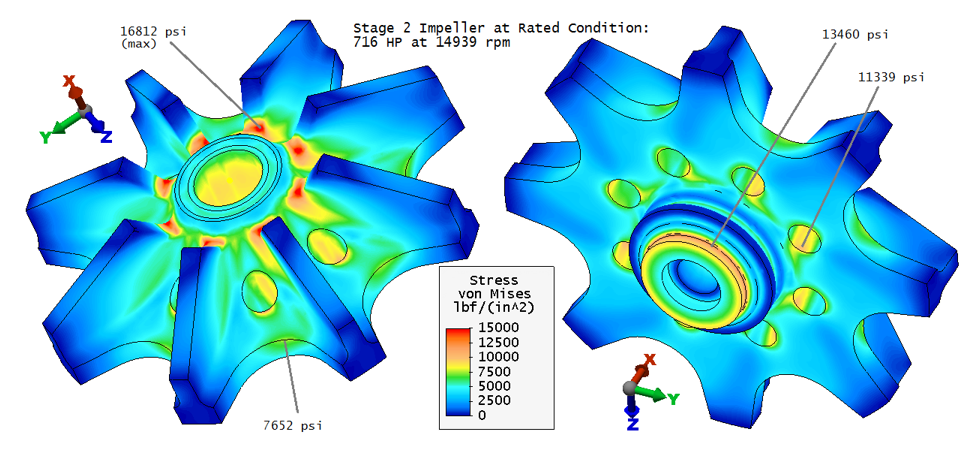 Stage 2 Impeller at Rated Condition:
716 HP at 14939 rpm
16812 psi
(max)
13460 psi
11339 psi
X
Y
Z
Stress
von Mises
lbf/(in^2)
15000
12500
10000
7500
5000
2500
0
7652 psi
X
Y
Z